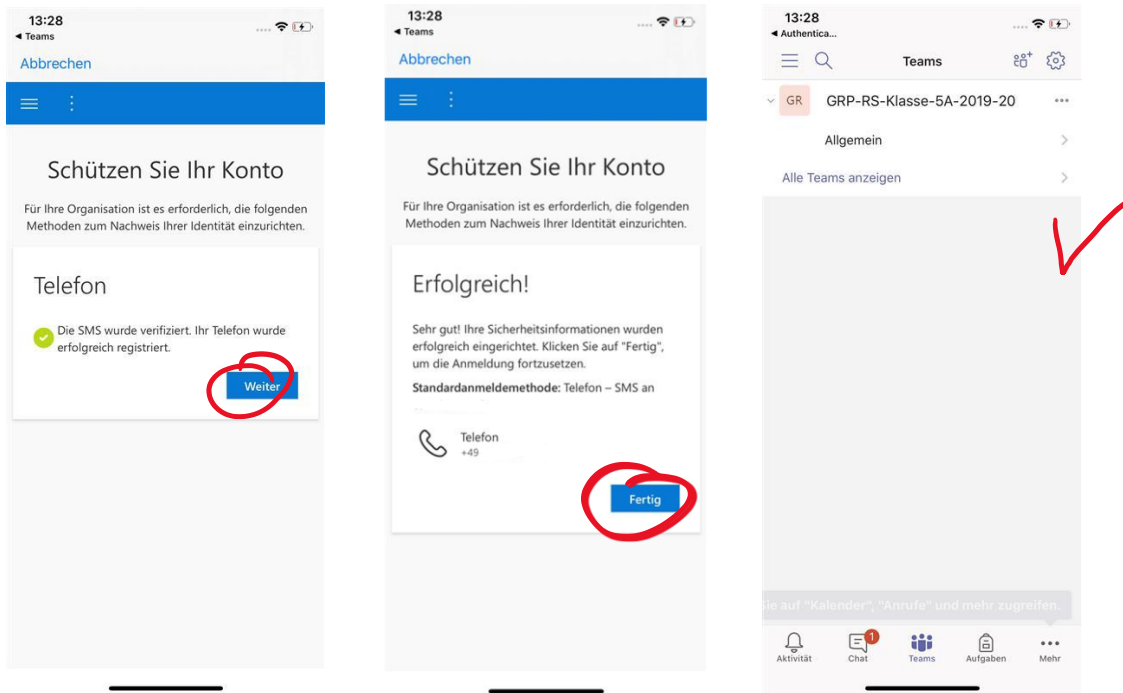 13:28
◀ Teams
Abbrechen
Schützen Sie Ihr Konto
Für Ihre Organisation ist es erforderlich, die folgenden
Methoden zum Nachweis Ihrer Identität einzurichten.
Telefon
Die SMS wurde verifiziert. Ihr Telefon wurde
erfolgreich registriert.
Weiter
13:28
◀ Teams
Abbrechen
Schützen Sie Ihr Konto
Für Ihre Organisation ist es erforderlich, die folgenden
Methoden zum Nachweis Ihrer Identität einzurichten.
Erfolgreich!
Sehr gut! Ihre Sicherheitsinformationen wurden
erfolgreich eingerichtet. Klicken Sie auf "Fertig",
um die Anmeldung fortzusetzen.
Standardanmeldemethode: Telefon – SMS an
Telefon
+49
Fertig
13:28
◀ Authentica...
Teams
GR GRP-RS-Klasse-5A-2019-20
Allgemein
Alle Teams anzeigen
Sie auf "Kalender", "Anrufe" und mehr zugreifen.
1
Aktivität Chat Teams Aufgaben Mehr